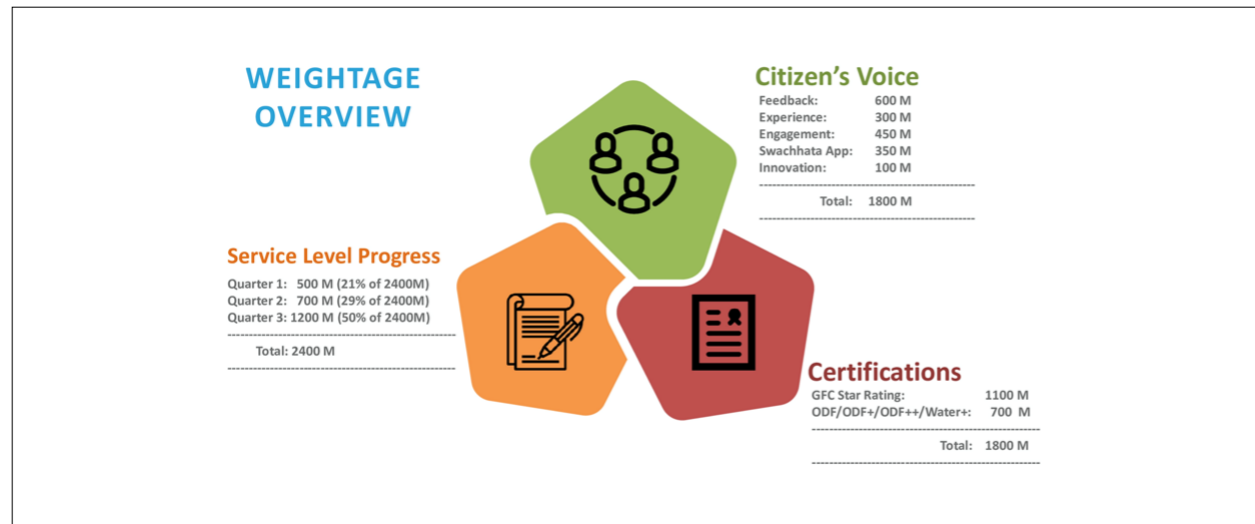 WEIGHTAGE
OVERVIEW
Citizen's Voice
Feedback: 600 M
Experience: 300 M
Engagement: 450 M
Swachhata App: 350 M
Innovation: 100 M
Total: 1800 M
Service Level Progress
Quarter 1: 500 M (21% of 2400M)
Quarter 2: 700 M (29% of 2400M)
Quarter 3: 1200 M (50% of 2400M)
Total: 2400 M
Certifications
GFC Star Rating: 1100 M
ODF/ODF+/ODF++/Water+: 700 M
Total: 1800 M